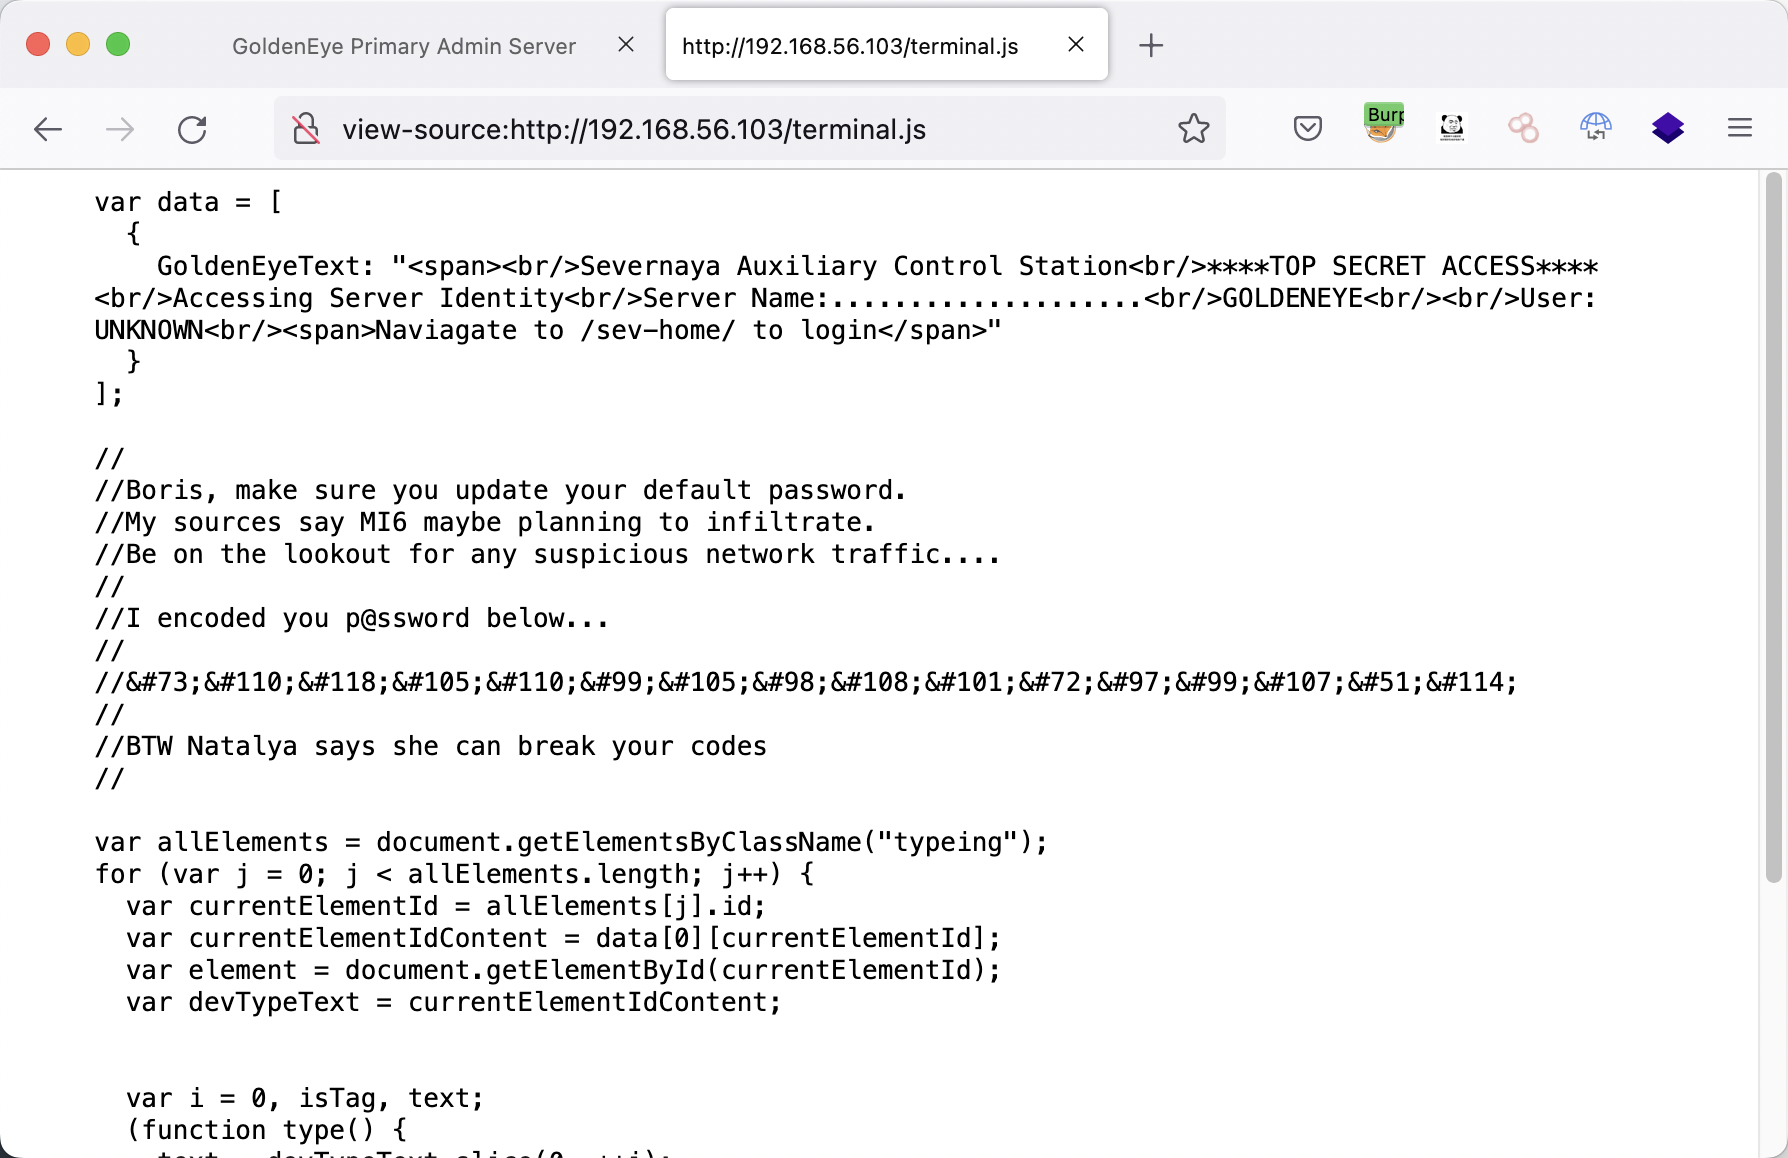 GoldenEye Primary Admin Server
http://192.168.56.103/terminal.js
view-source:http://192.168.56.103/terminal.js
Burp
var data = [
  {
    GoldenEyeText: "<span><br/>Severnaya Auxiliary Control Station<br/>****TOP SECRET ACCESS****
<br/>Accessing Server Identity<br/>Server Name:....................<br/>GOLDENEYE<br/><br/>User:
UNKNOWN<br/><span>Naviagate to /sev-home/ to login</span>"
  }
];
//
//Boris, make sure you update your default password.
//My sources say MI6 maybe planning to infiltrate.
//Be on the lookout for any suspicious network traffic....
//
//I encoded you p@ssword below...
//
//&#73;&#110;&#118;&#105;&#110;&#99;&#105;&#98;&#108;&#101;&#72;&#97;&#99;&#107;&#51;&#114;
//
//BTW Natalya says she can break your codes
//
var allElements = document.getElementsByClassName("typeing");
for (var j = 0; j < allElements.length; j++) {
  var currentElementId = allElements[j].id;
  var currentElementIdContent = data[0][currentElementId];
  var element = document.getElementById(currentElementId);
  var devTypeText = currentElementIdContent;
  var i = 0, isTag, text;
  (function type() {
    text = devTypeText.slice(0, ++i);